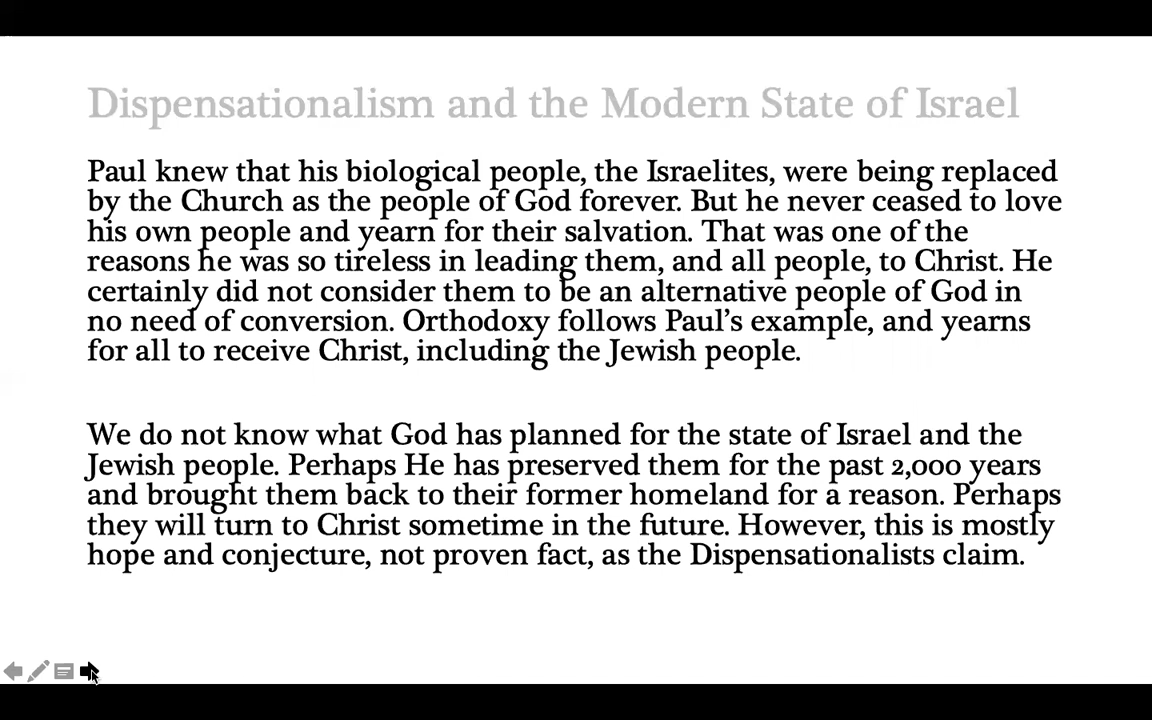 Dispensationalism and the Modern State of Israel
Paul knew that his biological people, the Israelites, were being replaced
by the Church as the people of God forever. But he never ceased to love
his own people and yearn for their salvation. That was one of the
reasons he was so tireless in leading them, and all people, to Christ. He
certainly did not consider them to be an alternative people of God in
no need of conversion. Orthodoxy follows Paul’s example, and yearns
for all to receive Christ, including the Jewish people.
We do not know what God has planned for the state of Israel and the
Jewish people. Perhaps He has preserved them for the past 2,000 years
and brought them back to their former homeland for a reason. Perhaps
they will turn to Christ sometime in the future. However, this is mostly
hope and conjecture, not proven fact, as the Dispensationalists claim.